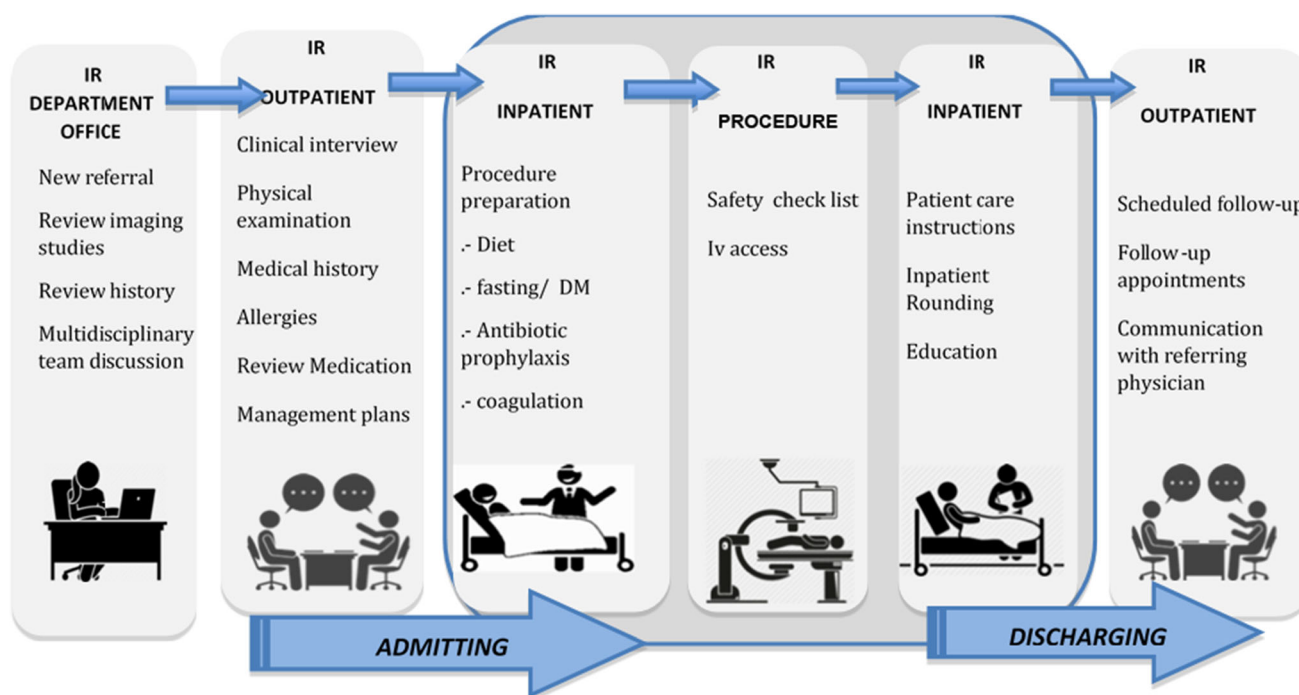 IR
DEPARTMENT
OFFICE
New referral
Review imaging
studies
Review history
Multidisciplinary
team discussion
IR
OUTPATIENT
Clinical interview
Physical
examination
Medical history
Allergies
Review Medication
Management plans
IR
INPATIENT
Procedure
preparation
.- Diet
.- fasting/ DM
.- Antibiotic
prophylaxis
.- coagulation
IR
PROCEDURE
Safety check list
Iv access
IR
INPATIENT
Patient care
instructions
Inpatient
Rounding
Education
IR
OUTPATIENT
Scheduled follow-up
Follow-up
appointments
Communication
with referring
physician
ADMITTING
DISCHARGING